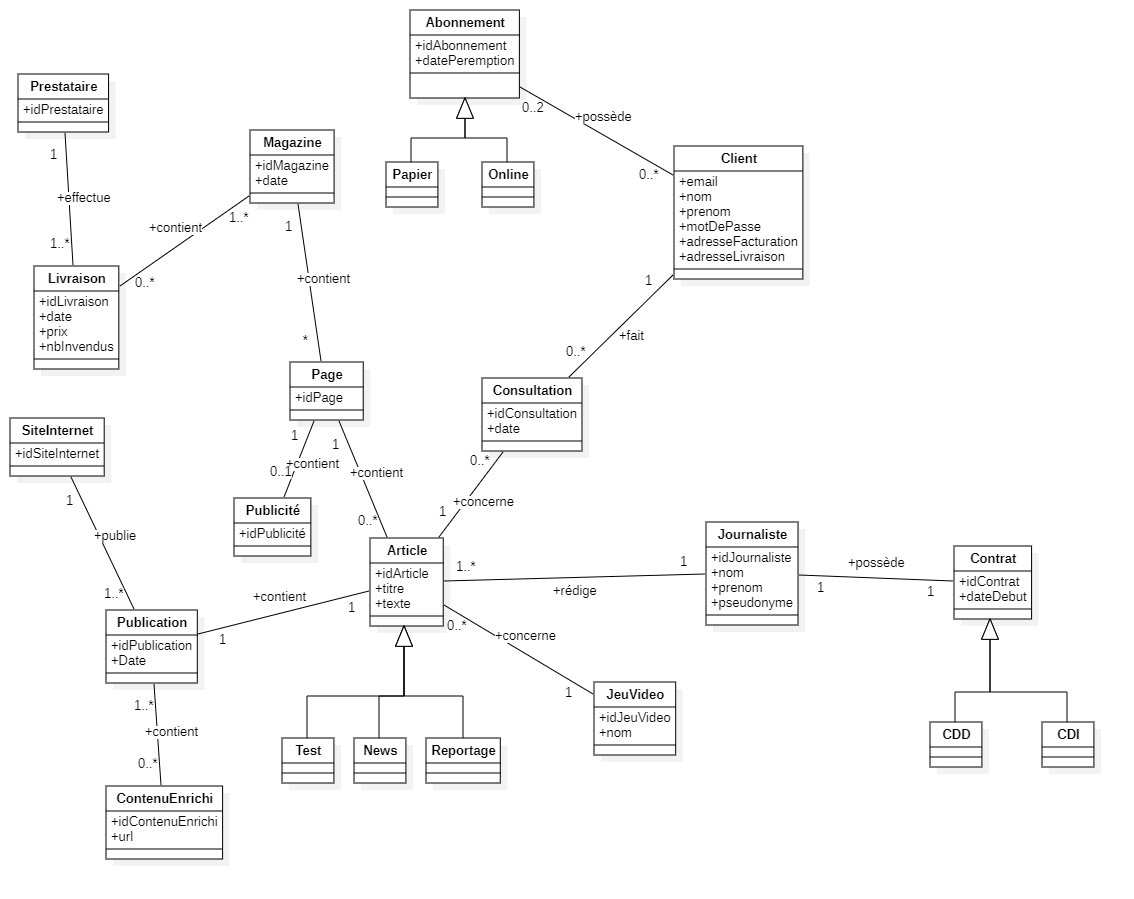 Abonnement
+idAbonnement
+datePeremption
0..2
+possède
0..*
Prestataire
+idPrestataire
1
+effectue
1..*
Magazine
+idMagazine
+date
1..*
+contient
0..*
1
+contient
*
Papier
Online
Client
+email
+nom
+prenom
+motDePasse
+adresseFacturation
+adresseLivraison
1
+fait
0..*
Livraison
+idLivraison
+date
+prix
+nbInvendus
Page
+idPage
1
+contient
0..1
1
+contient
0..*
Consultation
+idConsultation
+date
0..*
+concerne
1
SiteInternet
+idSiteInternet
1
+publie
1..*
Publicité
+idPublicité
Article
+idArticle
+titre
+texte
1..*
+rédige
1
Journaliste
+idJournaliste
+nom
+prenom
+pseudonyme
1
+possède
1
Contrat
+idContrat
+dateDebut
Publication
+idPublication
+Date
1
+contient
1
0..*
+concerne
1
JeuVideo
+idJeuVideo
+nom
1..*
+contient
0..*
Test
News
Reportage
CDD
CDI
ContenuEnrichi
+idContenuEnrichi
+url